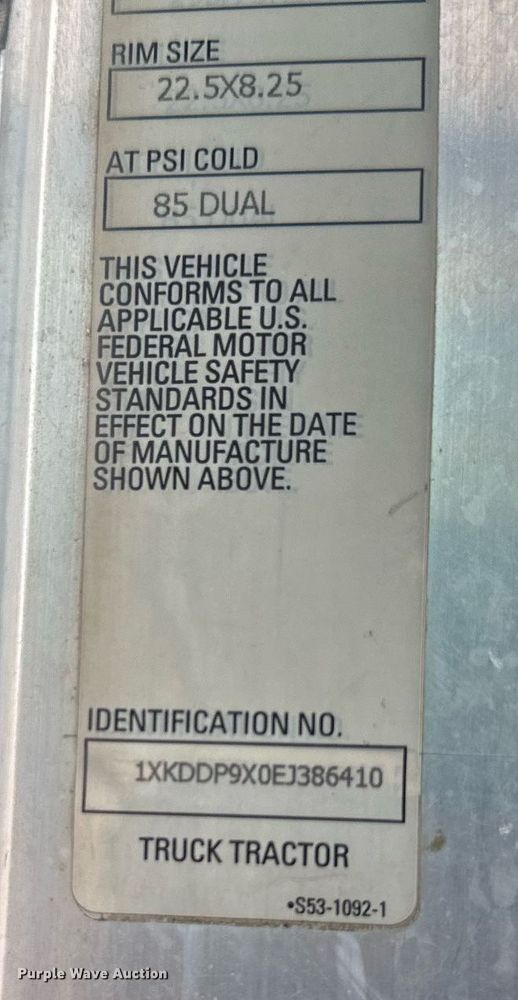 RIM SIZE
22.5X8.25
AT PSI COLD
85 DUAL
THIS VEHICLE
CONFORMS TO ALL
APPLICABLE U.S.
FEDERAL MOTOR
VEHICLE SAFETY
STANDARDS IN
EFFECT ON THE DATE
OF MANUFACTURE
SHOWN ABOVE.
IDENTIFICATION NO.
1XKDDP9X0EJ386410
TRUCK TRACTOR
•S53-1092-1
Purple Wave Auction